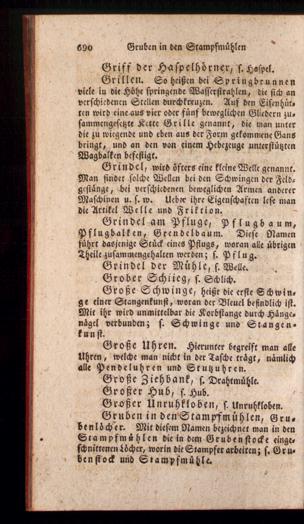 690 Gruben in den Stampfmühlen
Griff der Haspelhörner, s. Haspel.
Grillen. So heißen bei Springbrunnen
viele in die Höhe springende Wasserstrahlen, die sich an
verschiedenen Stellen durchkreuzen. Auf den Eisenhüt-
ten wird eine aus vier oder fünf beweglichen Gliedern zu-
sammengesetzte Kette Grille genannt, die man unter
die zu wiegende und eben aus der Form gekommene Gans
bringt, und an den von einem Hebezeuge unterstützten
Wagbalken befestigt.
Grindel, wird öfters eine kleine Welle genannt.
Man findet solche Wellen bei den Schwingen der Feld-
gestänge, bei verschiedenen beweglichen Armen anderer
Maschinen u. s. w. Ueber ihre Eigenschaften lese man
die Artikel Welle und Friktion.
Grindel am Pfluge, Pflugbaum,
Pflugbalken, Grendelbaum. Diese Namen
führt dasjenige Stück eines Pflugs, woran alle übrigen
Theile zusammengehalten werden; s. Pflug.
Grindel der Mühle, s. Welle.
Grober Schlieg, s. Schlich.
Große Schwinge, heißt die erste Schwin-
ge einer Stangenkunst, woran der Bleuel befindlich ist.
Mit ihr wird unmittelbar die Korbstange durch Hänge-
nägel verbunden; s. Schwinge und Stangen-
kunst.
Große Uhren. Hierunter begreift man alle
Uhren, welche man nicht in der Tasche trägt, nämlich
alle Pendeluhren und Stuzuhren.
Große Ziehbank, s. Drahtmühle.
Großer Hub, s. Hub.
Großer Unruhkloben, s. Unruhkloben.
Gruben in den Stampfmühlen, Gru-
benlöcher. Mit diesem Namen bezeichnet man in den
Stampfmühlen die in dem Grubenstocke einge-
schnittenen Löcher, worin die Stampfer arbeiten; s. Gru-
benstock und Stampfmühle.